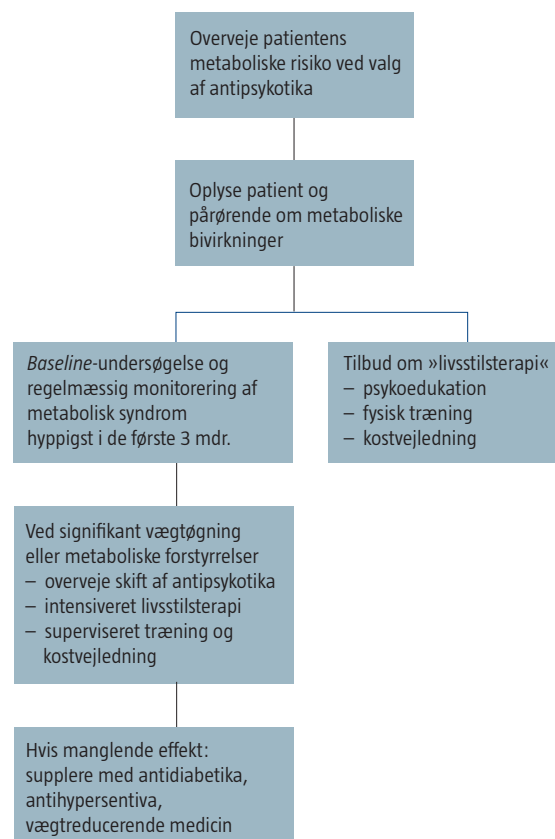 Overveje patientens
metaboliske risiko ved valg
af antipsykotika
Oplyse patient og
pårørende om metaboliske
bivirkninger
Baseline-undersøgelse og
regelmæssig monitorering af
metabolisk syndrom
hyppigst i de første 3 mdr.
Tilbud om »livsstilsterapi«
– psykoedukation
– fysisk træning
– kostvejledning
Ved signifikant vægtøgning
eller metaboliske forstyrrelser
– overveje skift af antipsykotika
– intensiveret livsstilsterapi
– superviseret træning og
kostvejledning
Hvis manglende effekt:
supplere med antidiabetika,
antihypersentiva,
vægtreducerende medicin